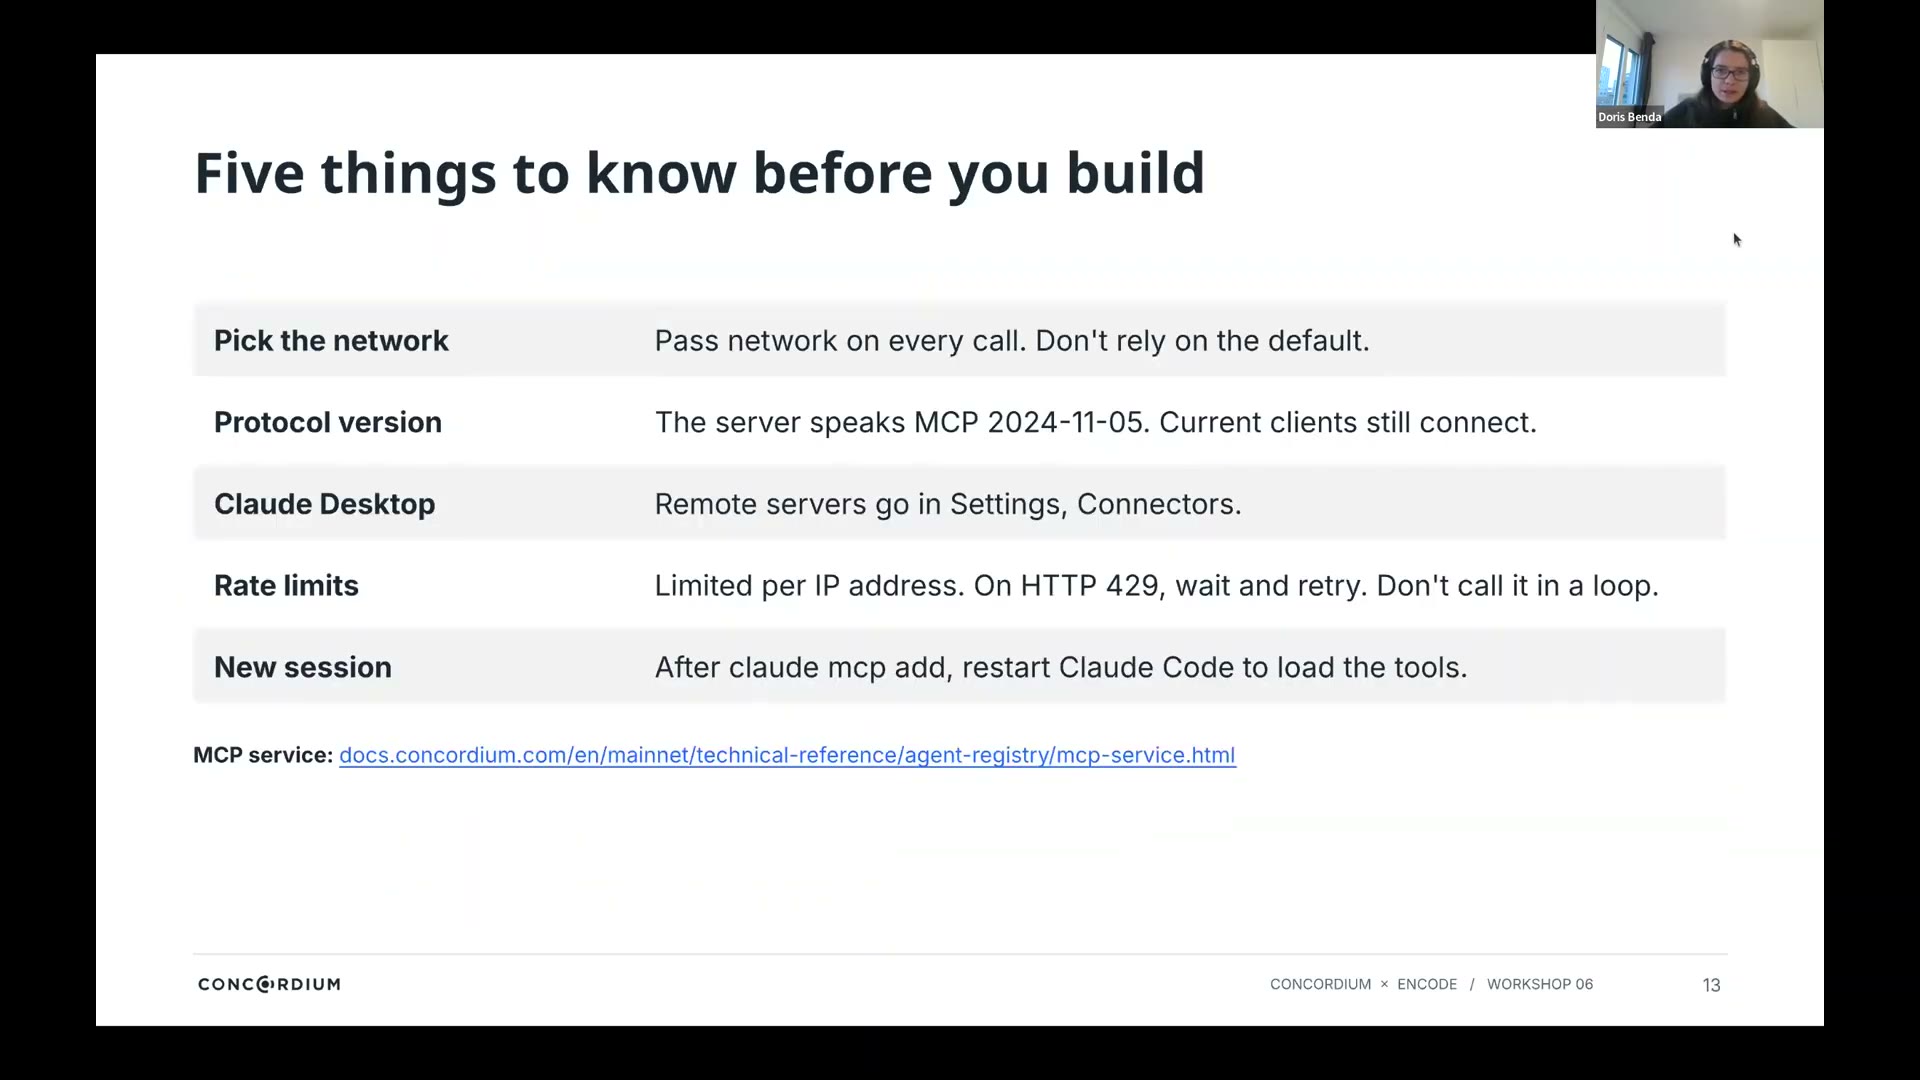 Doris Benda
Five things to know before you build
Pick the network Pass network on every call. Don't rely on the default.
Protocol version The server speaks MCP 2024-11-05. Current clients still connect.
Claude Desktop Remote servers go in Settings, Connectors.
Rate limits Limited per IP address. On HTTP 429, wait and retry. Don't call it in a loop.
New session After claude mcp add, restart Claude Code to load the tools.
MCP service: docs.concordium.com/en/mainnet/technical-reference/agent-registry/mcp-service.html
CONCORDIUM CONCORDIUM × ENCODE / WORKSHOP 06 13